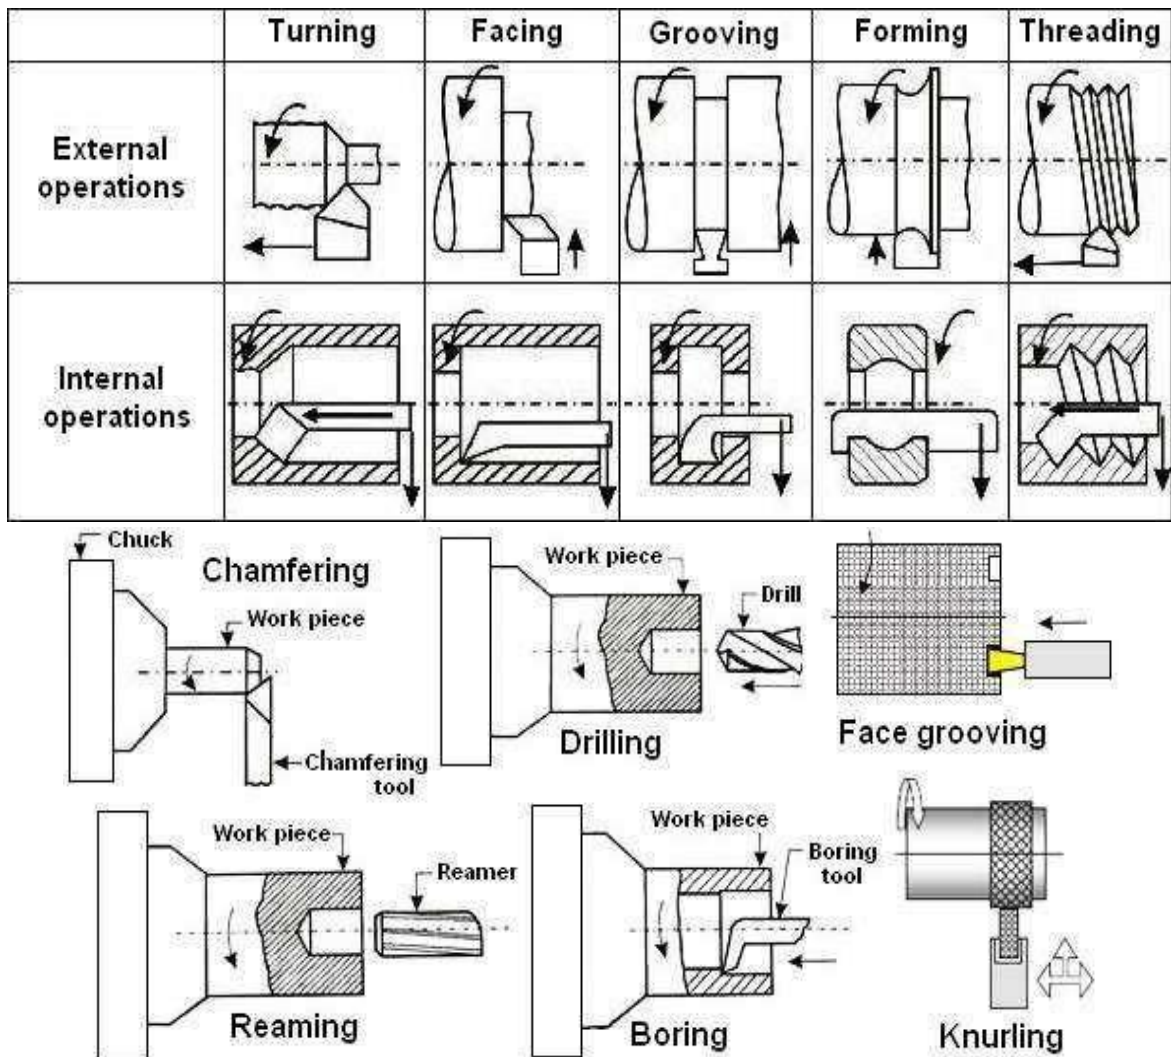 Turning
Facing
Grooving
Forming
Threading
External
operations
Internal
operations
Chuck
Chamfering
Work piece
Chamfering
tool
Work piece
Drill
Drilling
Face grooving
Work piece
Reamer
Reaming
Work piece
Boring
tool
Boring
Knurling